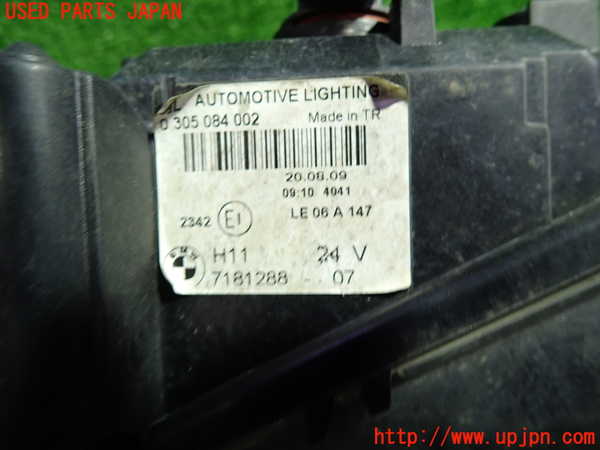 USED PARTS JAPAN
AUTOMOTIVE LIGHTING
0 305 084 002
Made in TR
20.08.09
09:10 4041
2342 E1 LE 06 A 147
BMW
H11 24 V
7181288 - 07
http://www.upjpn.com